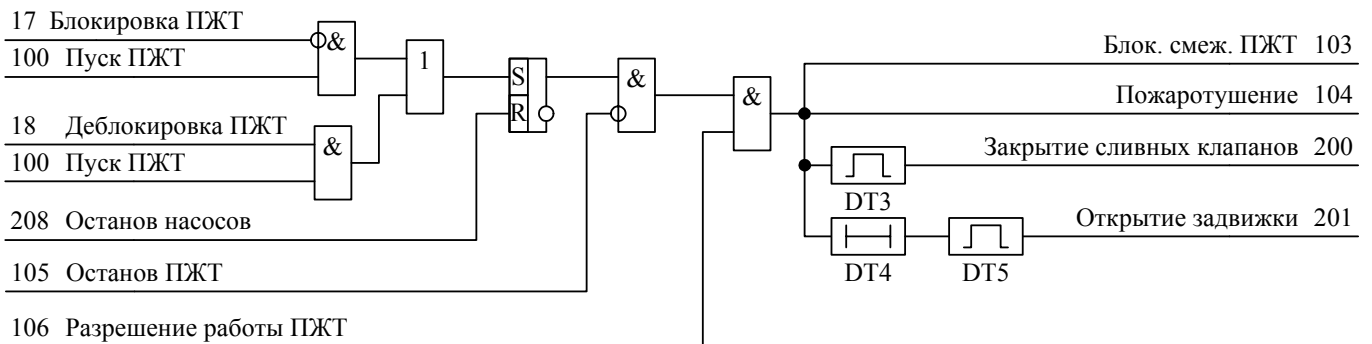 17 Блокировка ПЖТ
100 Пуск ПЖТ
&
1
18 Деблокировка ПЖТ
100 Пуск ПЖТ
&
208 Останов насосов
105 Останов ПЖТ
106 Разрешение работы ПЖТ
S
R
&
&
Блок. смеж. ПЖТ 103
Пожаротушение 104
Закрытие сливных клапанов 200
DT3
Открытие задвижки 201
DT4
DT5